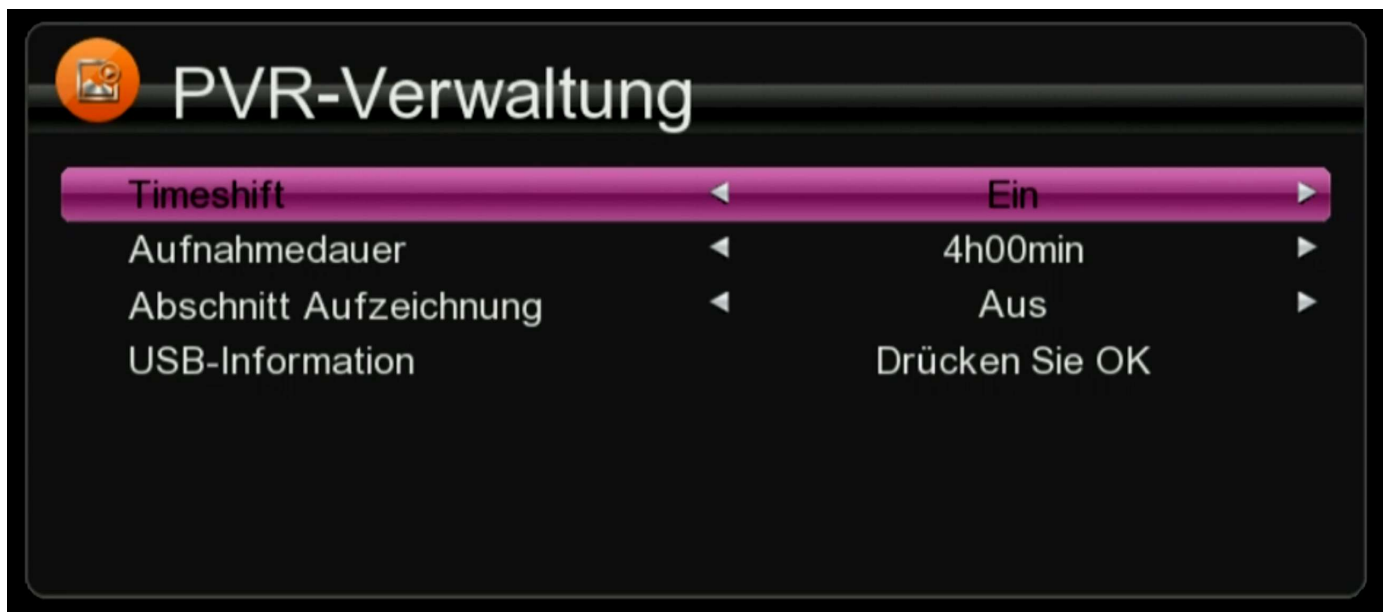 PVR-Verwaltung
Timeshift Ein
Aufnahmedauer 4h00min
Abschnitt Aufzeichnung Aus
USB-Information Drücken Sie OK